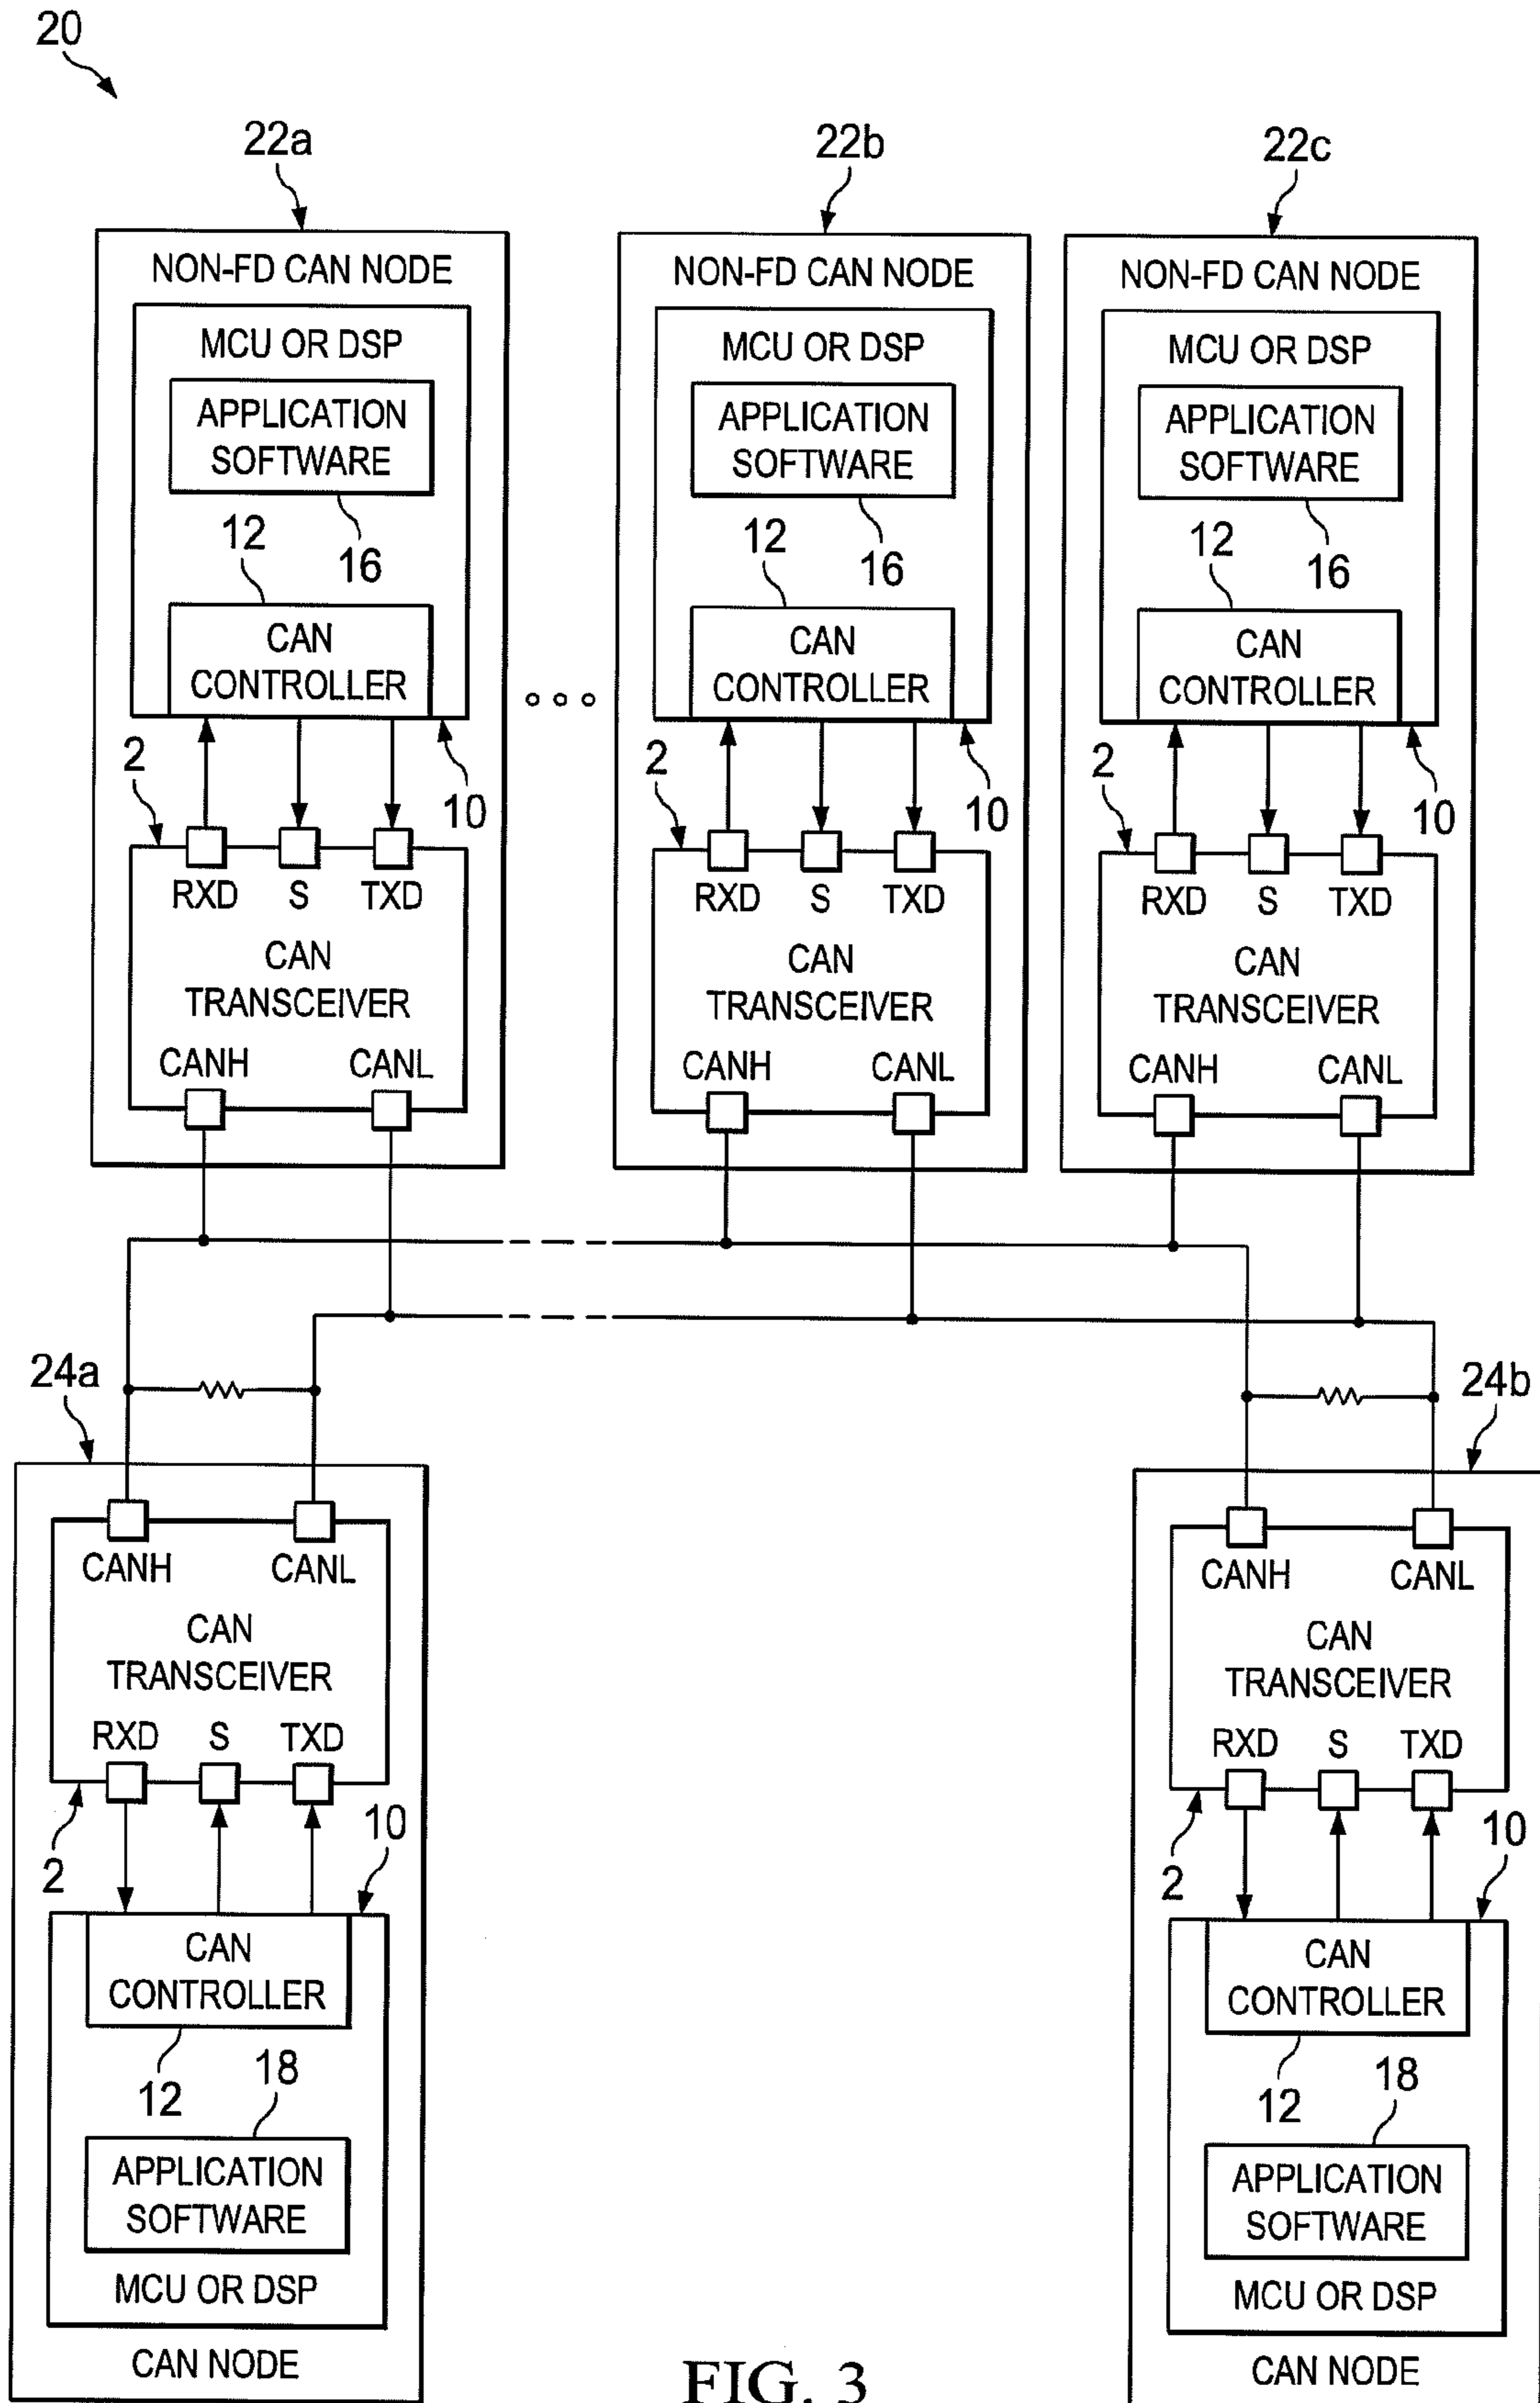 20
22a
22b
22c
NON-FD CAN NODE
MCU OR DSP
APPLICATION
SOFTWARE
16
12
CAN
CONTROLLER
10
2
RXD S TXD
CAN
TRANSCEIVER
CANH CANL
NON-FD CAN NODE
MCU OR DSP
APPLICATION
SOFTWARE
16
12
CAN
CONTROLLER
10
2
RXD S TXD
CAN
TRANSCEIVER
CANH CANL
NON-FD CAN NODE
MCU OR DSP
APPLICATION
SOFTWARE
16
12
CAN
CONTROLLER
10
2
RXD S TXD
CAN
TRANSCEIVER
CANH CANL
24a
CANH CANL
CAN
TRANSCEIVER
RXD S TXD
2
10
CAN
CONTROLLER
12
18
APPLICATION
SOFTWARE
MCU OR DSP
CAN NODE
24b
CANH CANL
CAN
TRANSCEIVER
RXD S TXD
2
10
CAN
CONTROLLER
12
18
APPLICATION
SOFTWARE
MCU OR DSP
CAN NODE
FIG. 3